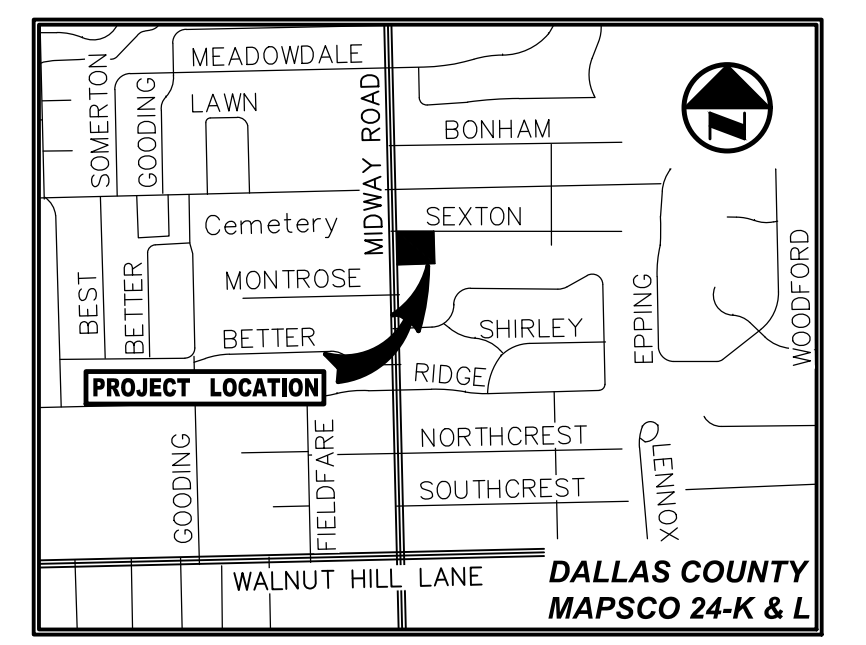 MEADOWDALE
LAWN
SOMERTON
GOODING
MIDWAY ROAD
BONHAM
N
Cemetery
SEXTON
MONTROSE
BEST
BETTER
BETTER
SHIRLEY
EPPING
WOODFORD
PROJECT LOCATION
RIDGE
GOODING
FIELDFARE
NORTHCREST
SOUTHCREST
LENNOX
WALNUT HILL LANE
DALLAS COUNTY
MAPSCO 24-K & L